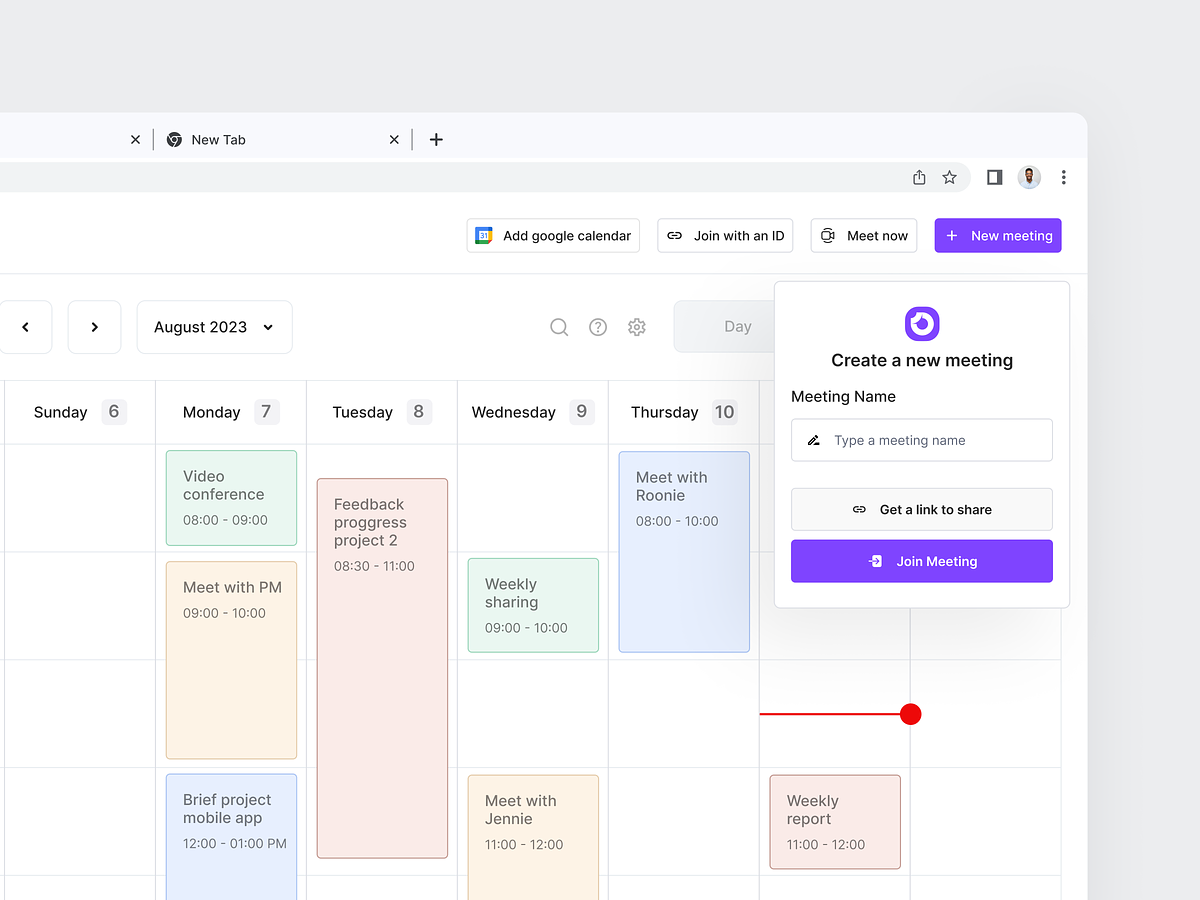 New Tab
31
Add google calendar
Join with an ID
Meet now
New meeting
August 2023
Day
Create a new meeting
Meeting Name
Type a meeting name
Get a link to share
Join Meeting
Sunday 6
Monday 7
Tuesday 8
Wednesday 9
Thursday 10
Video
conference
08:00 - 09:00
Meet with PM
09:00 - 10:00
Brief project
mobile app
12:00 - 01:00 PM
Feedback
proggress
project 2
08:30 - 11:00
Weekly
sharing
09:00 - 10:00
Meet with
Jennie
11:00 - 12:00
Meet with
Roonie
08:00 - 10:00
Weekly
report
11:00 - 12:00